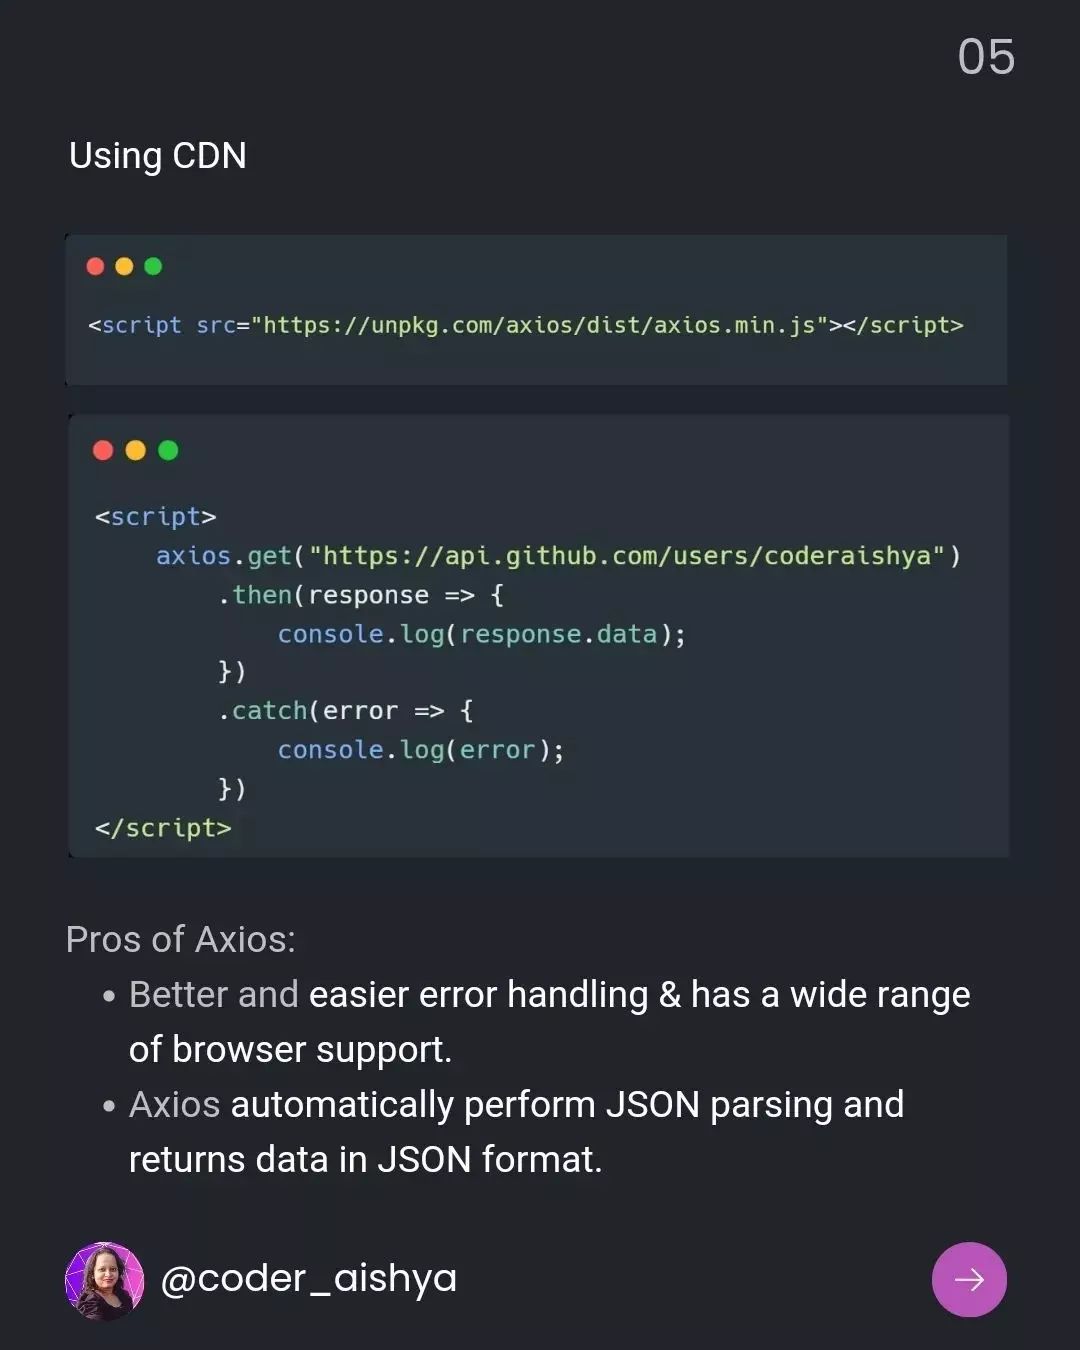 05
Using CDN
<script src="https://unpkg.com/axios/dist/axios.min.js"></script>
<script>
    axios.get("https://api.github.com/users/coderaishya")
        .then(response => {
            console.log(response.data);
        })
        .catch(error => {
            console.log(error);
        })
</script>
Pros of Axios:
• Better and easier error handling & has a wide range
of browser support.
• Axios automatically perform JSON parsing and
returns data in JSON format.
@coder_aishya